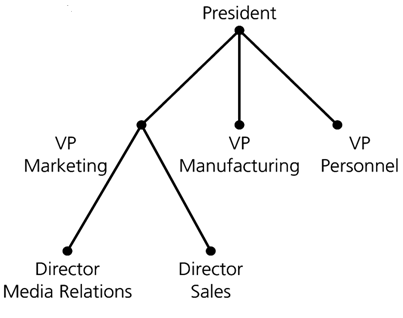 President
VP
Marketing
VP
Manufacturing
VP
Personnel
Director
Media Relations
Director
Sales